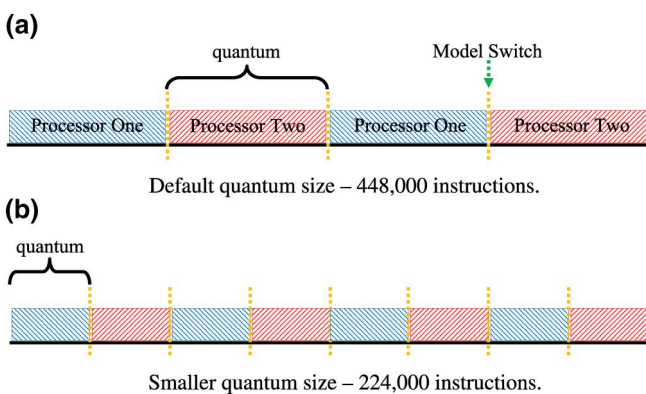 (a)
quantum
Model Switch
Processor One Processor Two Processor One Processor Two
Default quantum size – 448,000 instructions.
(b)
quantum
Smaller quantum size – 224,000 instructions.